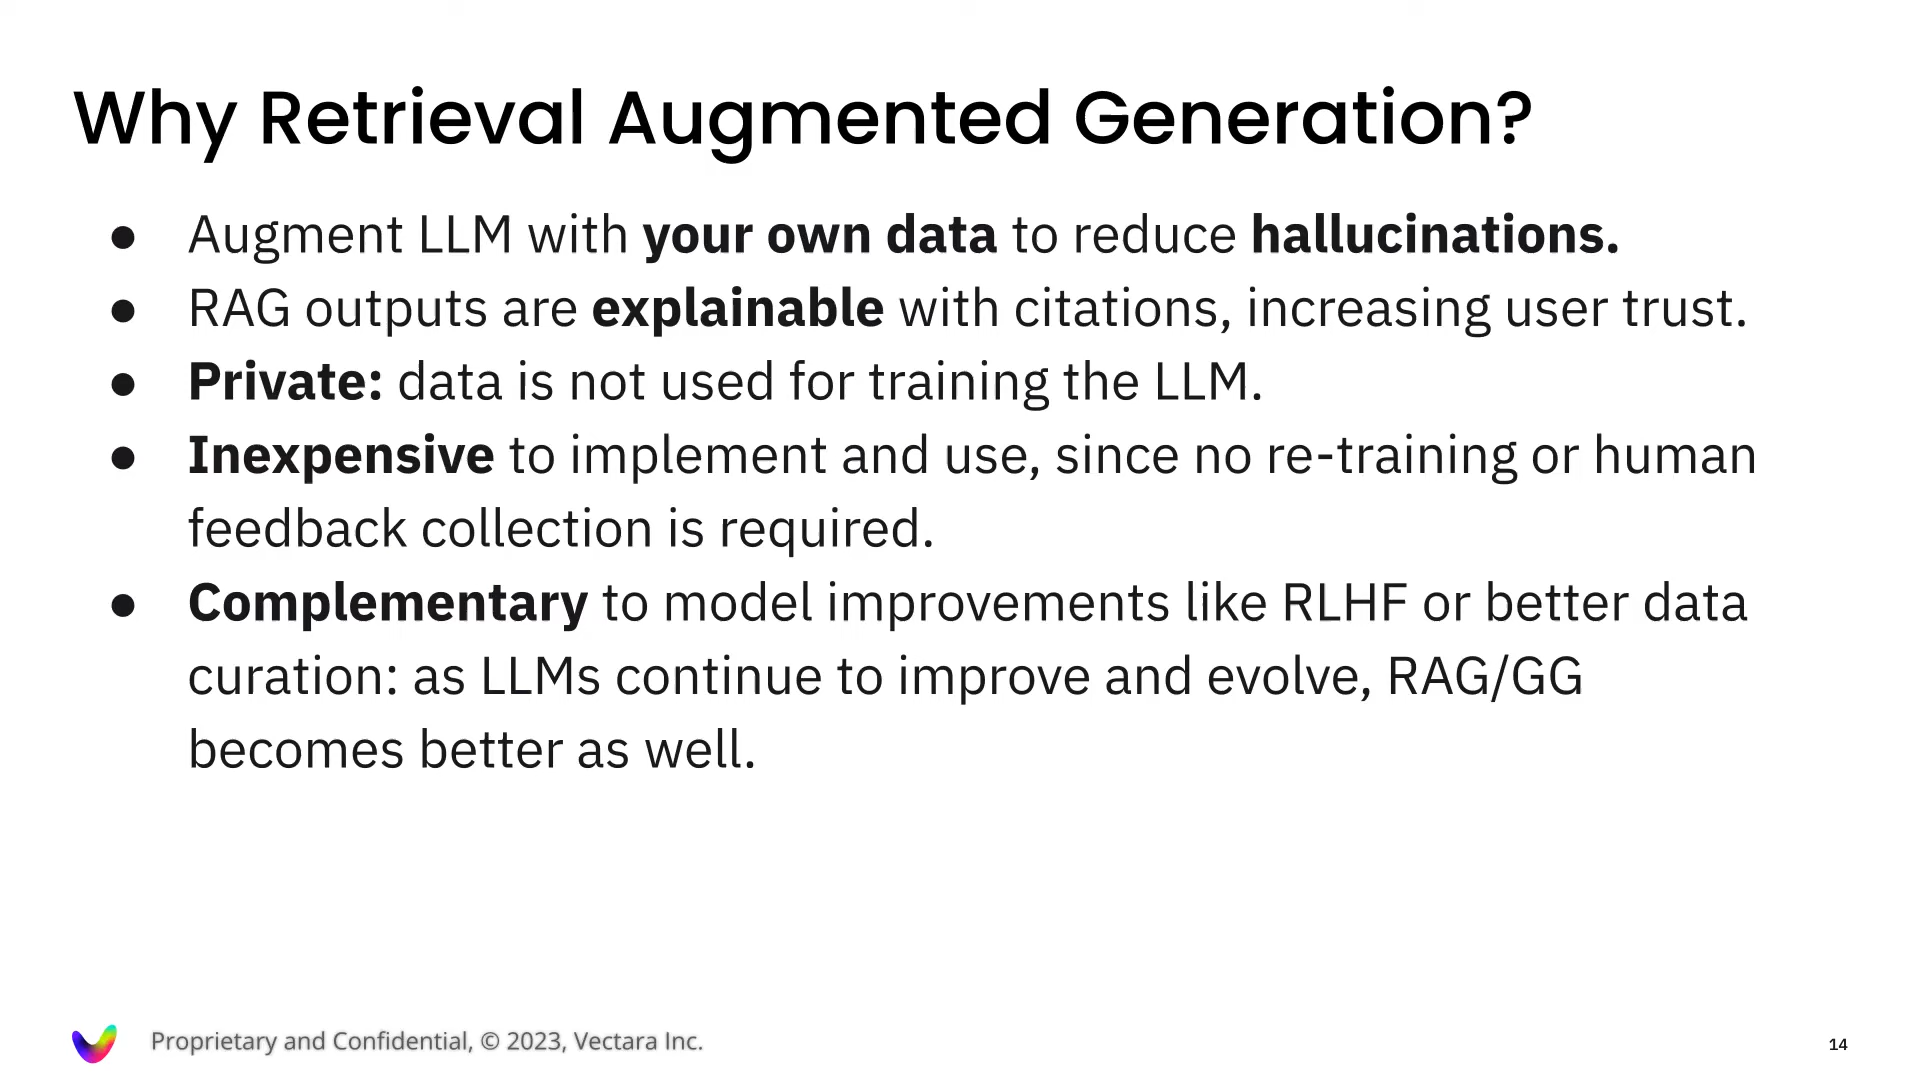 Why Retrieval Augmented Generation?
● Augment LLM with your own data to reduce hallucinations.
● RAG outputs are explainable with citations, increasing user trust.
● Private: data is not used for training the LLM.
● Inexpensive to implement and use, since no re-training or human
feedback collection is required.
● Complementary to model improvements like RLHF or better data
curation: as LLMs continue to improve and evolve, RAG/GG
becomes better as well.
Proprietary and Confidential, © 2023, Vectara Inc.
14